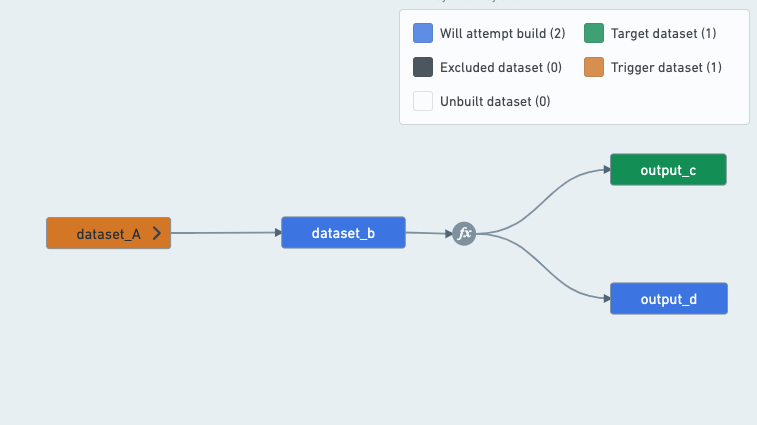 Will attempt build (2)
Target dataset (1)
Excluded dataset (0)
Trigger dataset (1)
Unbuilt dataset (0)
output_c
dataset_A
dataset_b
fx
output_d